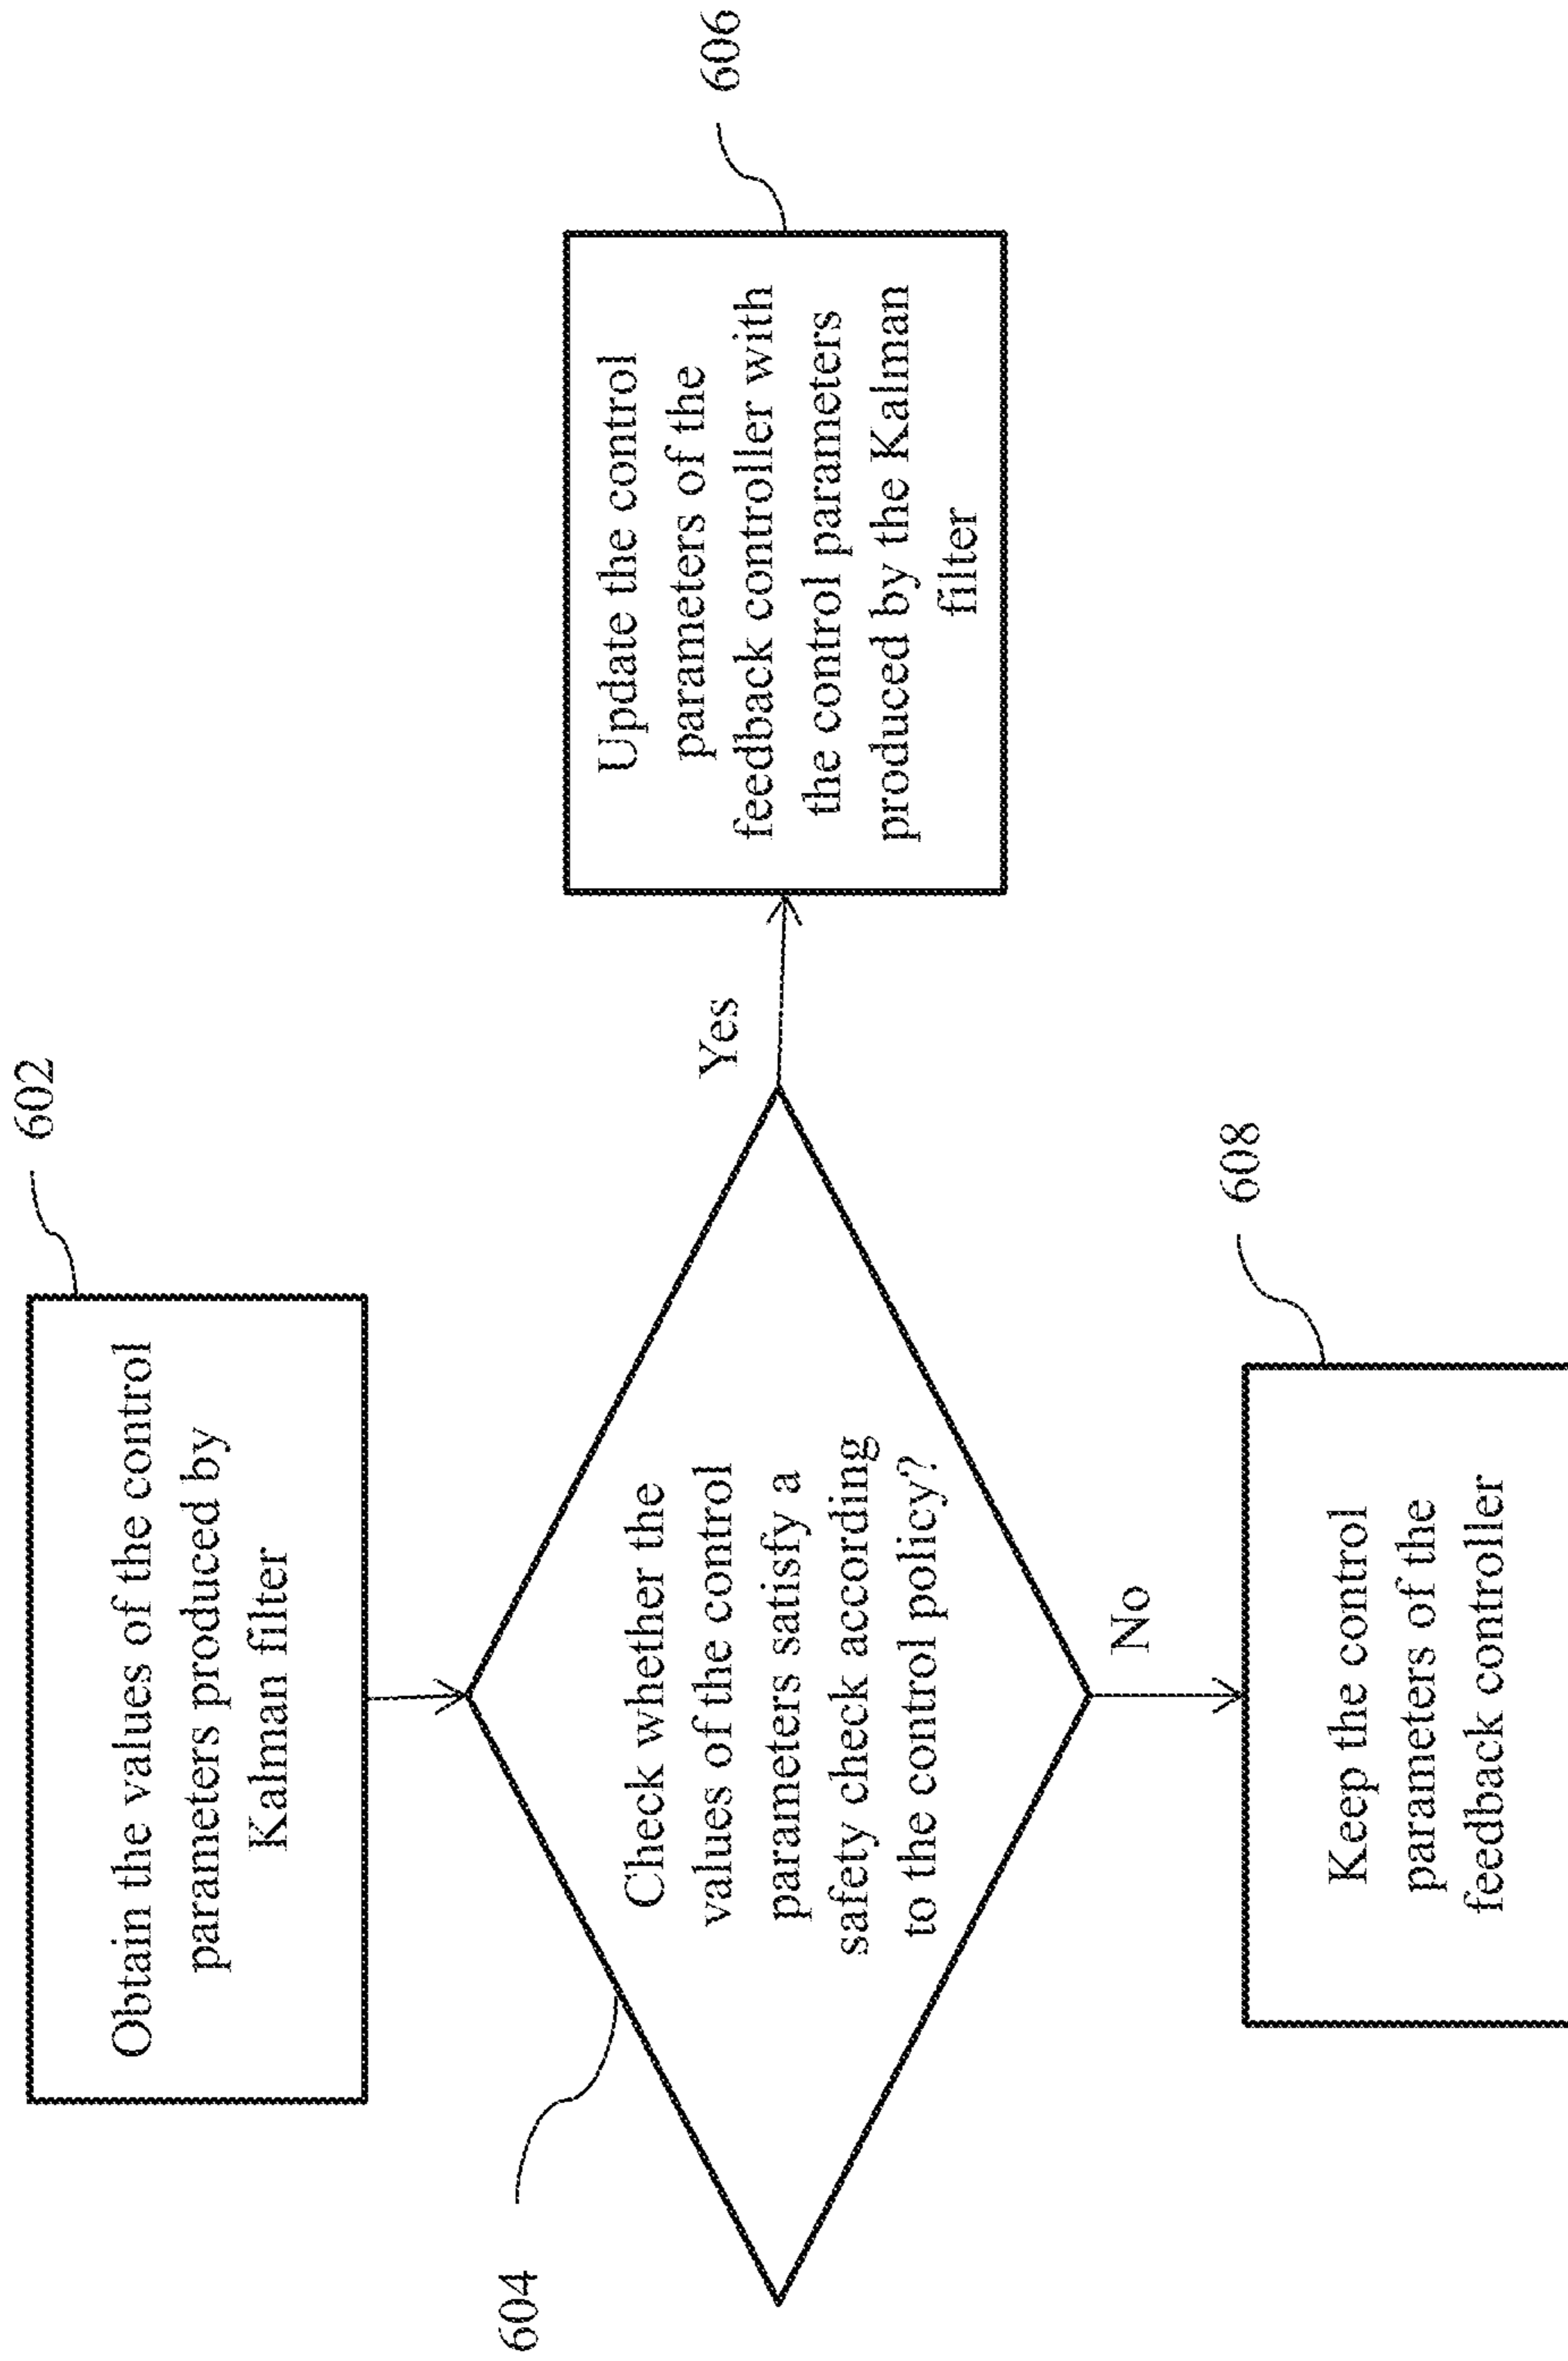 602
Obtain the values of the control
parameters produced by
Kalman filter
604
Check whether the
values of the control
parameters satisfy a
safety check according
to the control policy?
Yes
606
Update the control
parameters of the
feedback controller with
the control parameters
produced by the Kalman
filter
No
608
Keep the control
parameters of the
feedback controller